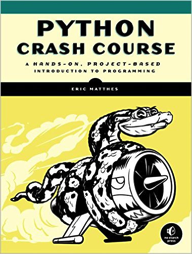 PYTHON
CRASH COURSE
A HANDS-ON, PROJECT-BASED
INTRODUCTION TO PROGRAMMING
ERIC MATTHES